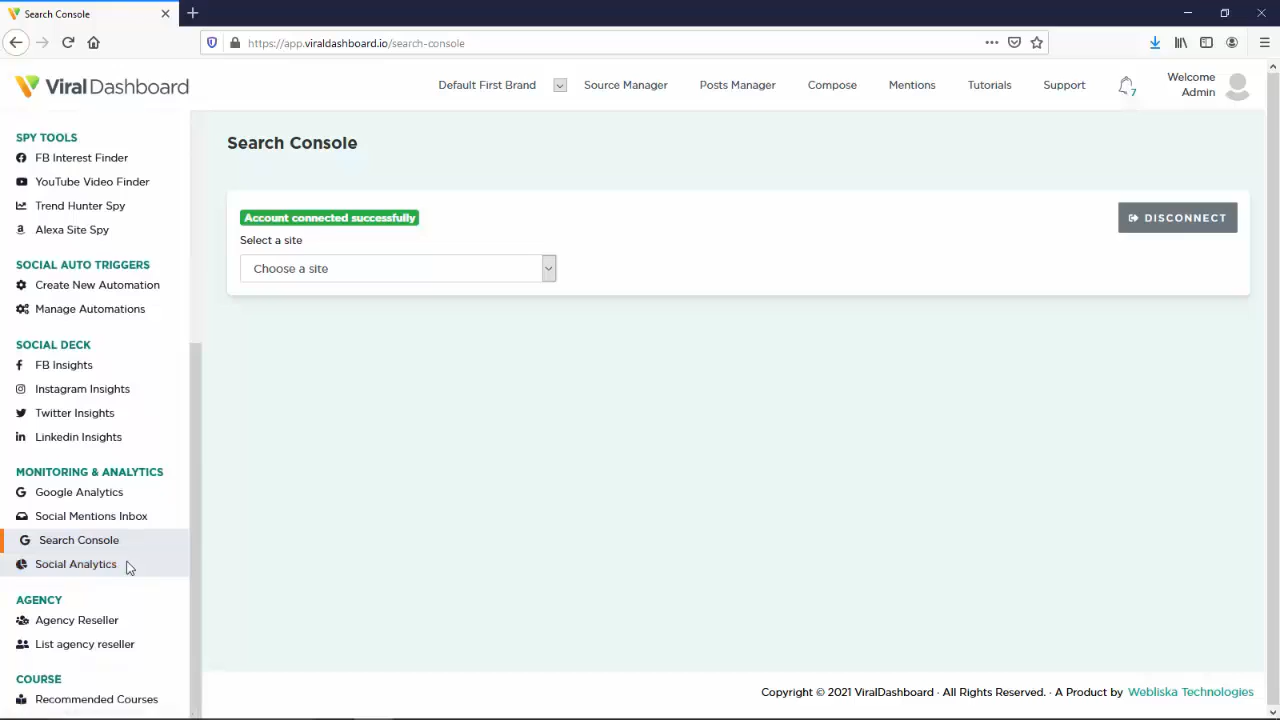 Search Console
https://app.viraldashboard.io/search-console
ViralDashboard
Default First Brand
Source Manager
Posts Manager
Compose
Mentions
Tutorials
Support
7
Welcome
Admin
SPY TOOLS
FB Interest Finder
YouTube Video Finder
Trend Hunter Spy
Alexa Site Spy
SOCIAL AUTO TRIGGERS
Create New Automation
Manage Automations
SOCIAL DECK
FB Insights
Instagram Insights
Twitter Insights
Linkedin Insights
MONITORING & ANALYTICS
Google Analytics
Social Mentions Inbox
Search Console
Social Analytics
AGENCY
Agency Reseller
List agency reseller
COURSE
Recommended Courses
Search Console
Account connected successfully
DISCONNECT
Select a site
Choose a site
Copyright © 2021 ViralDashboard · All Rights Reserved. · A Product by Webliska Technologies